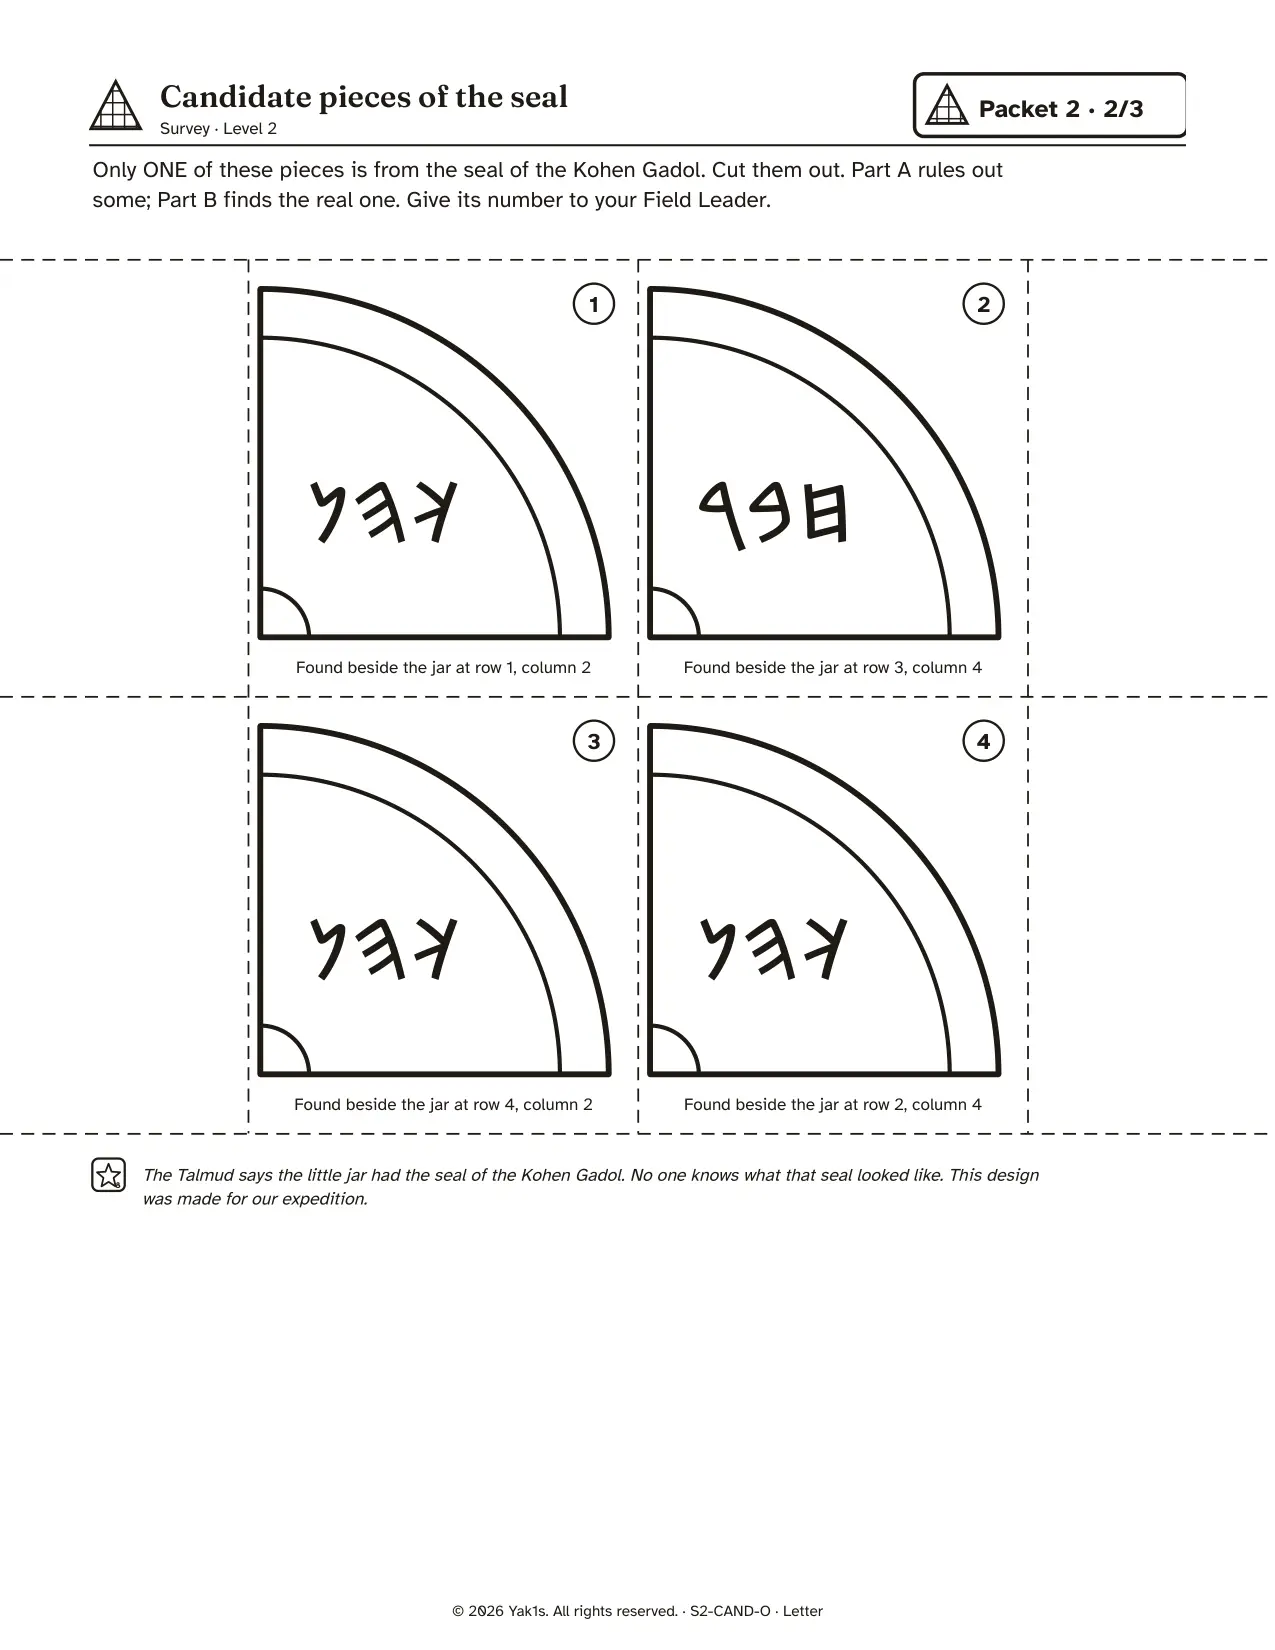 Candidate pieces of the seal
Survey · Level 2
Packet 2 · 2/3
Only ONE of these pieces is from the seal of the Kohen Gadol. Cut them out. Part A rules out
some; Part B finds the real one. Give its number to your Field Leader.
1
𐤊𐤄𐤍
Found beside the jar at row 1, column 2
2
𐤇𐤁𐤓
Found beside the jar at row 3, column 4
3
𐤊𐤄𐤍
Found beside the jar at row 4, column 2
4
𐤊𐤄𐤍
Found beside the jar at row 2, column 4
The Talmud says the little jar had the seal of the Kohen Gadol. No one knows what that seal looked like. This design
was made for our expedition.
© 2026 Yak1s. All rights reserved. · S2-CAND-O · Letter